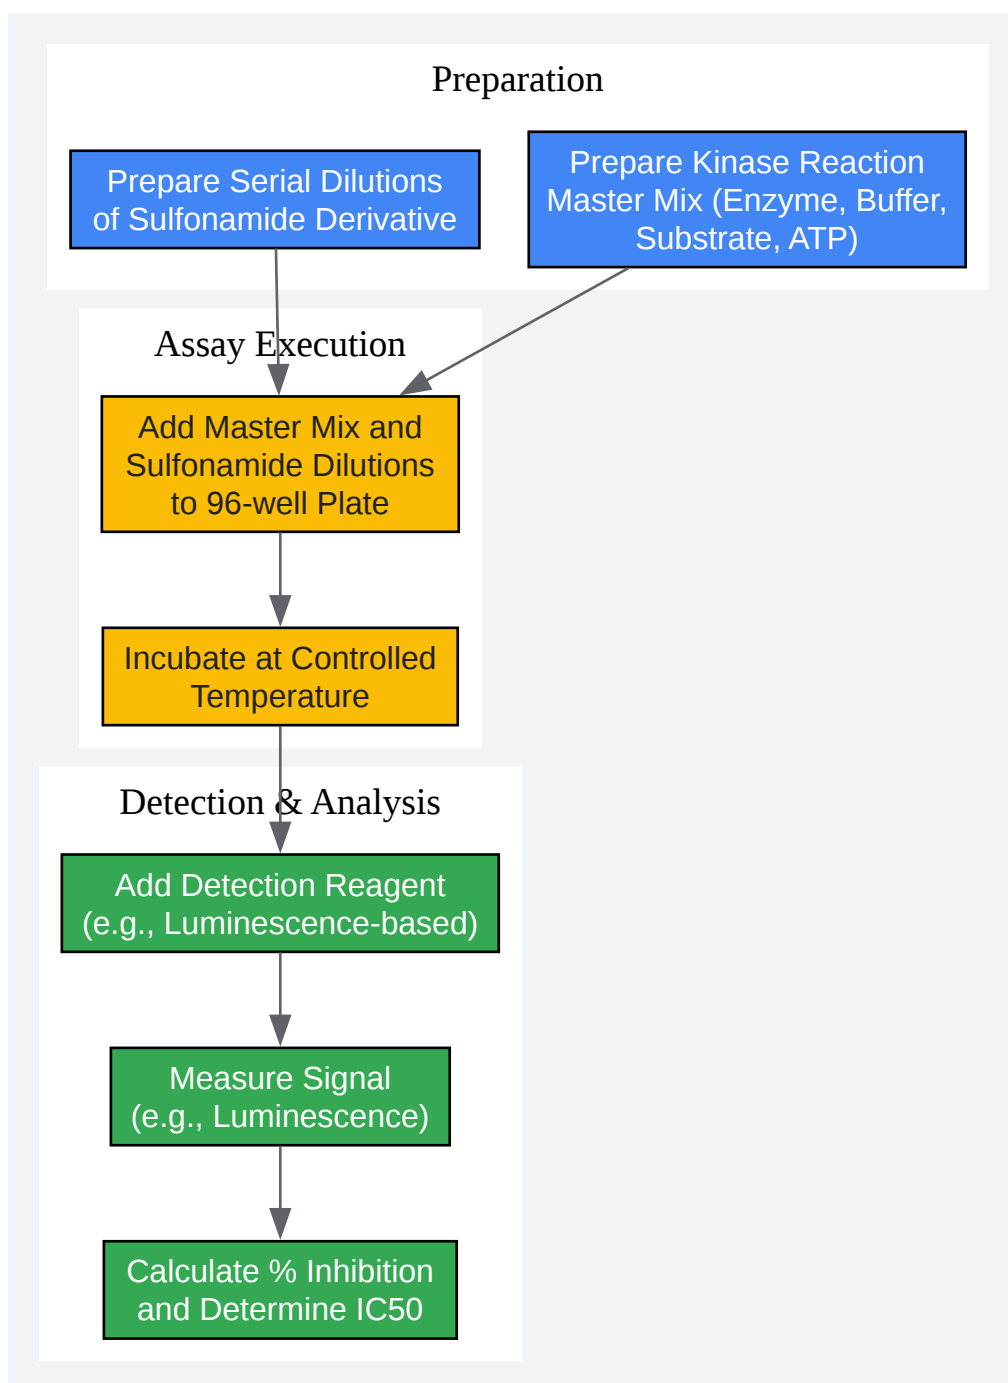 Preparation
Prepare Serial Dilutions
of Sulfonamide Derivative
Prepare Kinase Reaction
Master Mix (Enzyme, Buffer,
Substrate, ATP)
Assay Execution
Add Master Mix and
Sulfonamide Dilutions
to 96-well Plate
Incubate at Controlled
Temperature
Detection & Analysis
Add Detection Reagent
(e.g., Luminescence-based)
Measure Signal
(e.g., Luminescence)
Calculate % Inhibition
and Determine IC50